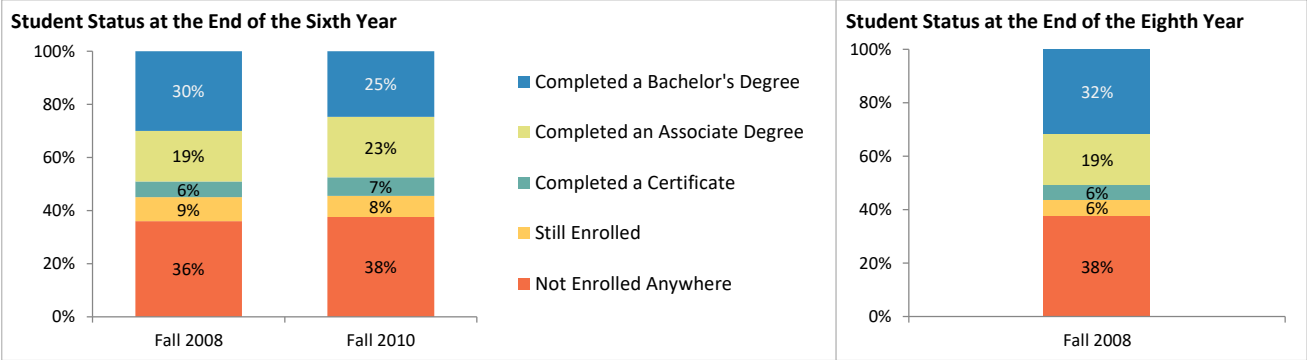 Student Status at the End of the Sixth Year
100%
80%
60%
40%
20%
0%
30%
19%
6%
9%
36%
25%
23%
7%
8%
38%
Fall 2008
Fall 2010
Completed a Bachelor's Degree
Completed an Associate Degree
Completed a Certificate
Still Enrolled
Not Enrolled Anywhere
Student Status at the End of the Eighth Year
100%
80%
60%
40%
20%
0%
32%
19%
6%
6%
38%
Fall 2008